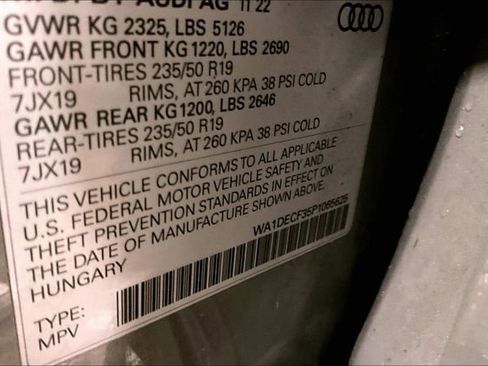 AUDI AG 11 22
GVWR KG 2325, LBS 5126
GAWR FRONT KG 1220, LBS 2690
FRONT-TIRES 235/50 R19
7JX19 RIMS, AT 260 KPA 38 PSI COLD
GAWR REAR KG 1200, LBS 2646
REAR-TIRES 235/50 R19
7JX19 RIMS, AT 260 KPA 38 PSI COLD
THIS VEHICLE CONFORMS TO ALL APPLICABLE
U.S. FEDERAL MOTOR VEHICLE SAFETY AND
THEFT PREVENTION STANDARDS IN EFFECT ON
THE DATE OF MANUFACTURE SHOWN ABOVE.
HUNGARY
WA1DECF35P1065625
TYPE:
MPV